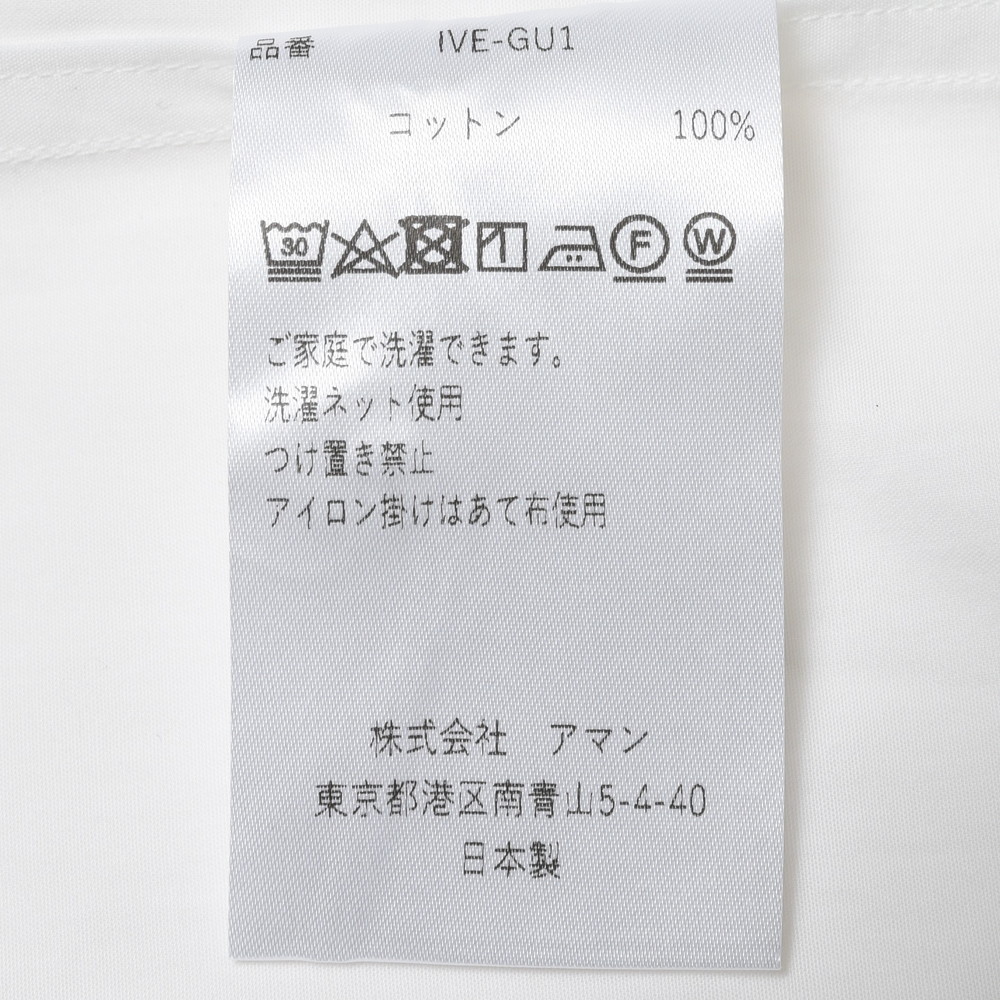 品番 IVE-GU1
コットン 100%
30 F W
ご家庭で洗濯できます。
洗濯ネット使用
つけ置き禁止
アイロン掛けはあて布使用
株式会社 アマン
東京都港区南青山5-4-40
日本製